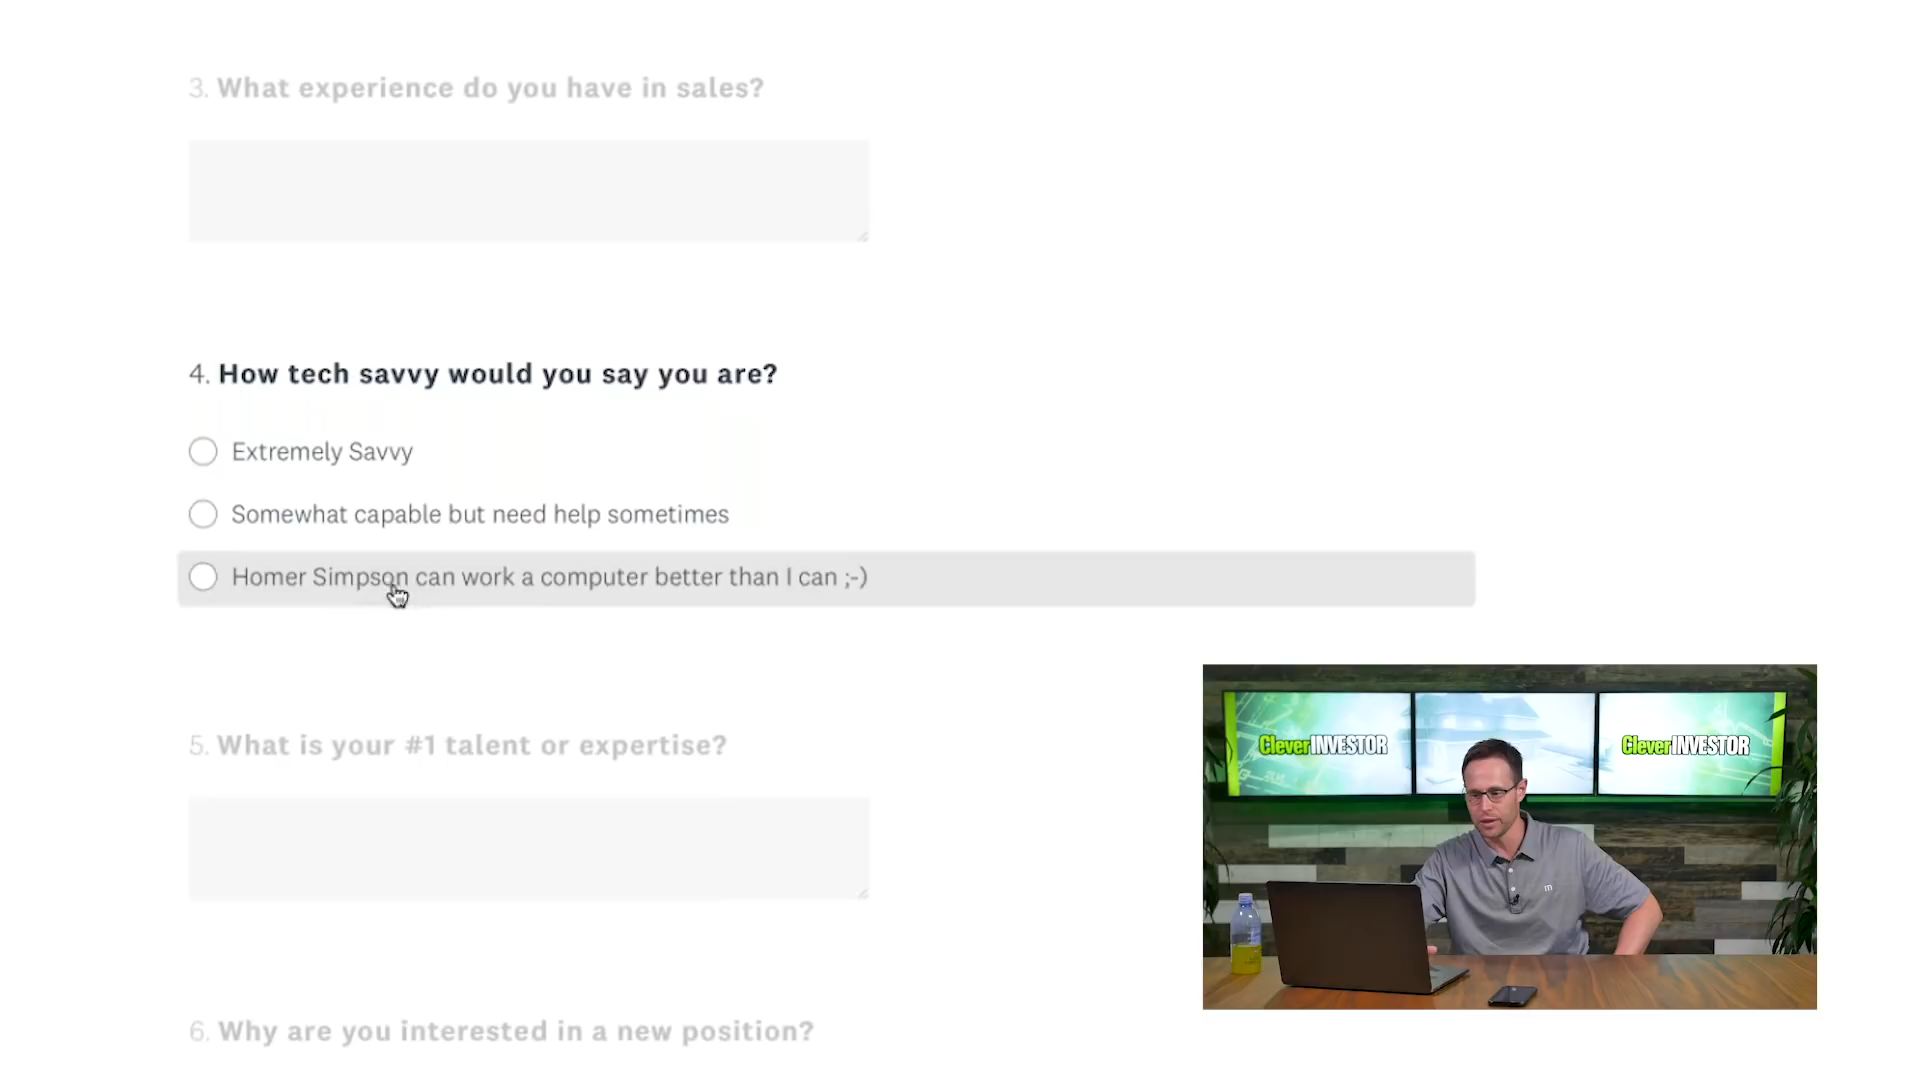 3. What experience do you have in sales?
4. How tech savvy would you say you are?
Extremely Savvy
Somewhat capable but need help sometimes
Homer Simpson can work a computer better than I can ;-)
5. What is your #1 talent or expertise?
CleverINVESTOR
CleverINVESTOR
m
6. Why are you interested in a new position?